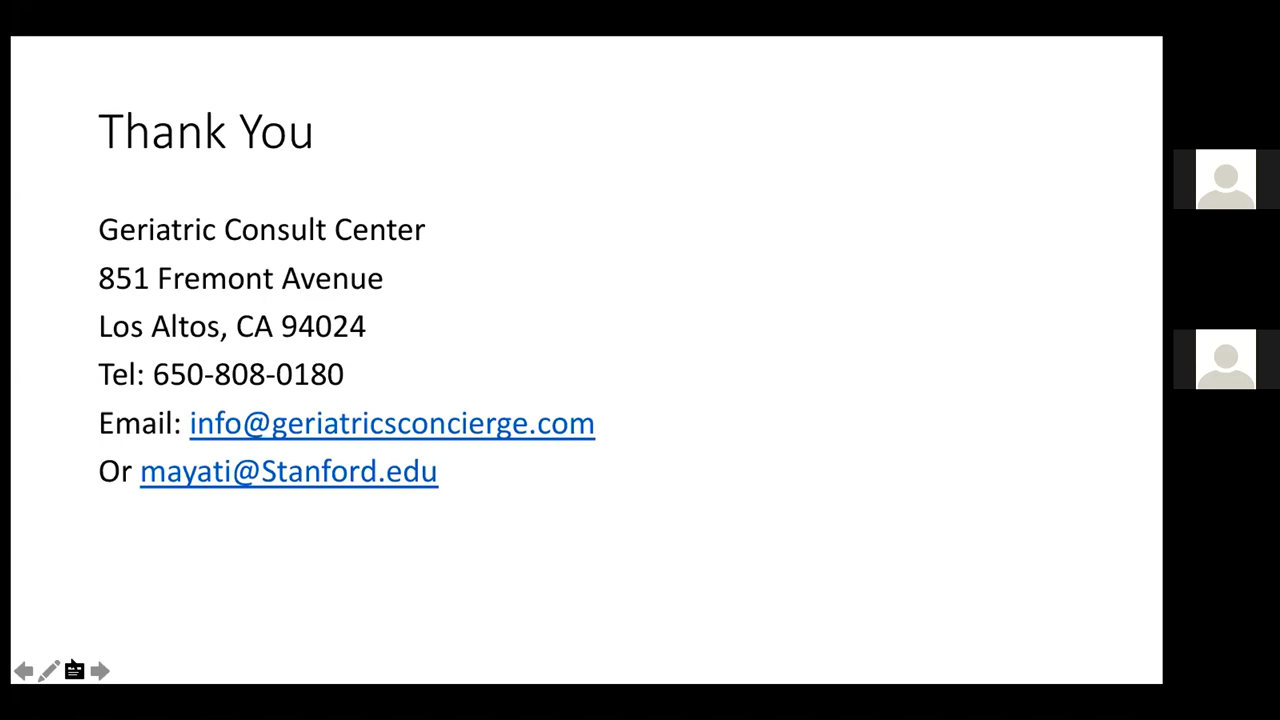 Thank You
Geriatric Consult Center
851 Fremont Avenue
Los Altos, CA 94024
Tel: 650-808-0180
Email: info@geriatricsconcierge.com
Or mayati@Stanford.edu